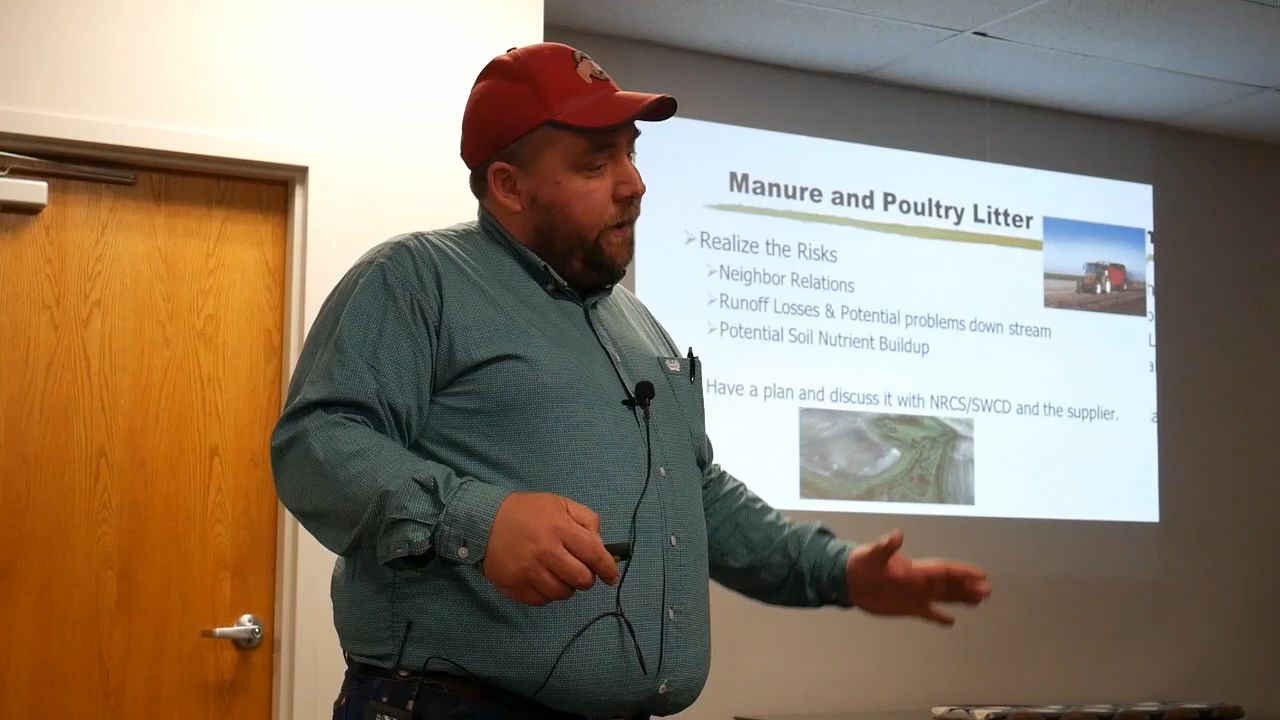 Manure and Poultry Litter
Realize the Risks
Neighbor Relations
Runoff Losses & Potential problems down stream
Potential Soil Nutrient Buildup
Have a plan and discuss it with NRCS/SWCD and the supplier.